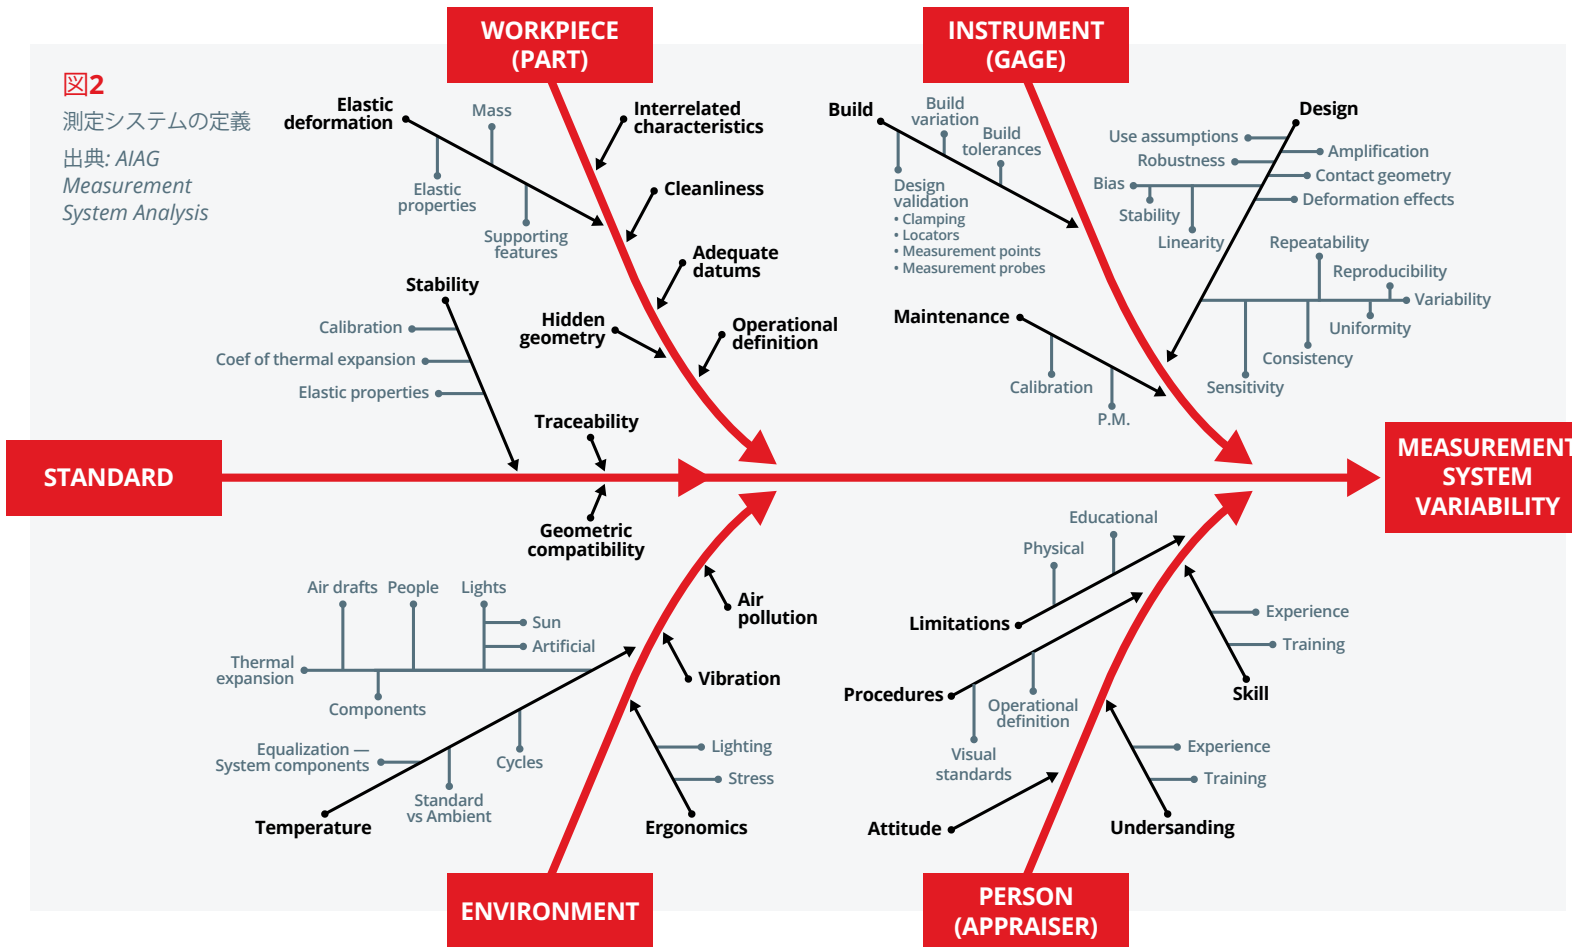 図2
測定システムの定義
出典: AIAG
Measurement
System Analysis
WORKPIECE
(PART)
Elastic
deformation
Mass
Elastic
properties
Supporting
features
Interrelated
characteristics
Cleanliness
Adequate
datums
Hidden
geometry
Operational
definition
INSTRUMENT
(GAGE)
Build
Build
variation
Build
tolerances
Design
validation
• Clamping
• Locators
• Measurement points
• Measurement probes
Design
Use assumptions
Robustness
Bias
Stability
Linearity
Amplification
Contact geometry
Deformation effects
Repeatability
Reproducibility
Variability
Uniformity
Consistency
Sensitivity
Maintenance
Calibration
P.M.
Stability
Calibration
Coef of thermal expansion
Elastic properties
Traceability
STANDARD
Geometric
compatibility
MEASUREMENT
SYSTEM
VARIABILITY
Air drafts
People
Lights
Sun
Artificial
Thermal
expansion
Components
Equalization —
System components
Standard
vs Ambient
Cycles
Temperature
Air
pollution
Vibration
Lighting
Stress
Ergonomics
ENVIRONMENT
Educational
Physical
Limitations
Procedures
Operational
definition
Visual
standards
Attitude
Experience
Training
Skill
Experience
Training
Undersanding
PERSON
(APPRAISER)